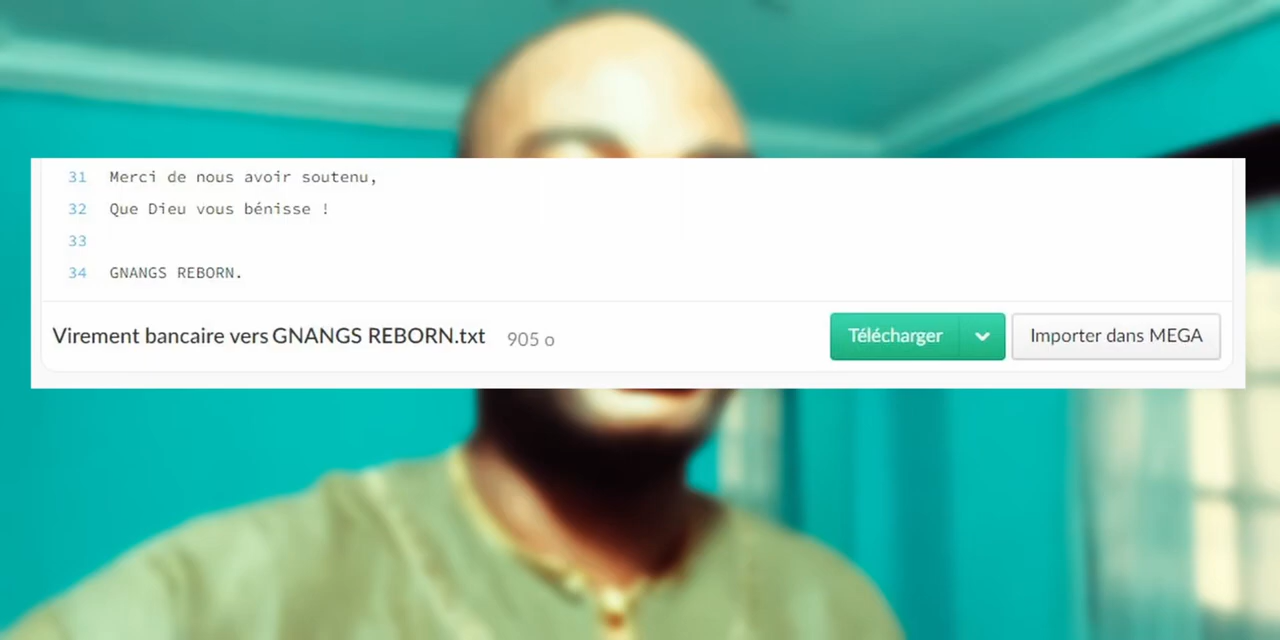 31 Merci de nous avoir soutenu,
32 Que Dieu vous bénisse !
33
34 GNANGS REBORN.
Virement bancaire vers GNANGS REBORN.txt 905 o Télécharger Importer dans MEGA